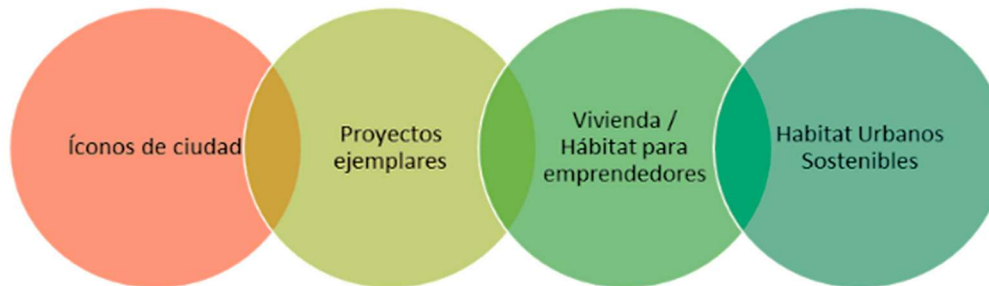 Íconos de ciudad
Proyectos
ejemplares
Vivienda /
Hábitat para
emprendedores
Habitat Urbanos
Sostenibles